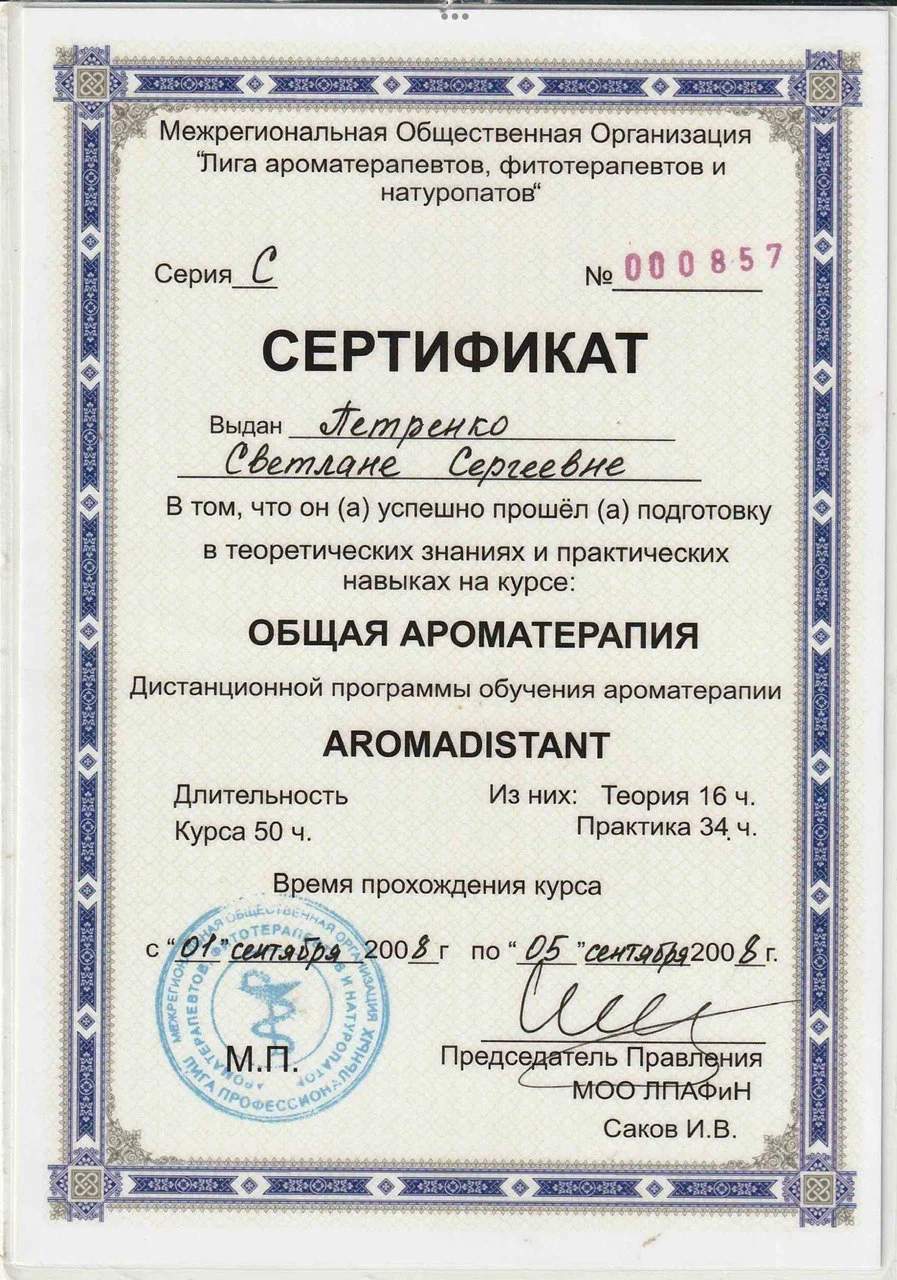 Межрегиональная Общественная Организация
"Лига ароматерапевтов, фитотерапевтов и
натуропатов"
Серия С
№ 000857
СЕРТИФИКАТ
Выдан Петренко
Светлане Сергеевне
В том, что он (а) успешно прошёл (а) подготовку
в теоретических знаниях и практических
навыках на курсе:
ОБЩАЯ АРОМАТЕРАПИЯ
Дистанционной программы обучения ароматерапии
AROMADISTANT
Длительность Из них: Теория 16 ч.
Курса 50 ч. Практика 34 ч.
Время прохождения курса
с "01" сентября 2008 г по "05" сентября 2008 г.
МЕЖРЕГИОНАЛЬНАЯ ОБЩЕСТВЕННАЯ ОРГАНИЗАЦИЯ
ЛИГА ПРОФЕССИОНАЛЬНЫХ
АРОМАТЕРАПЕВТОВ, ФИТОТЕРАПЕВТОВ И НАТУРОПАТОВ
М.П.
Председатель Правления
МОО ЛПАФиН
Саков И.В.